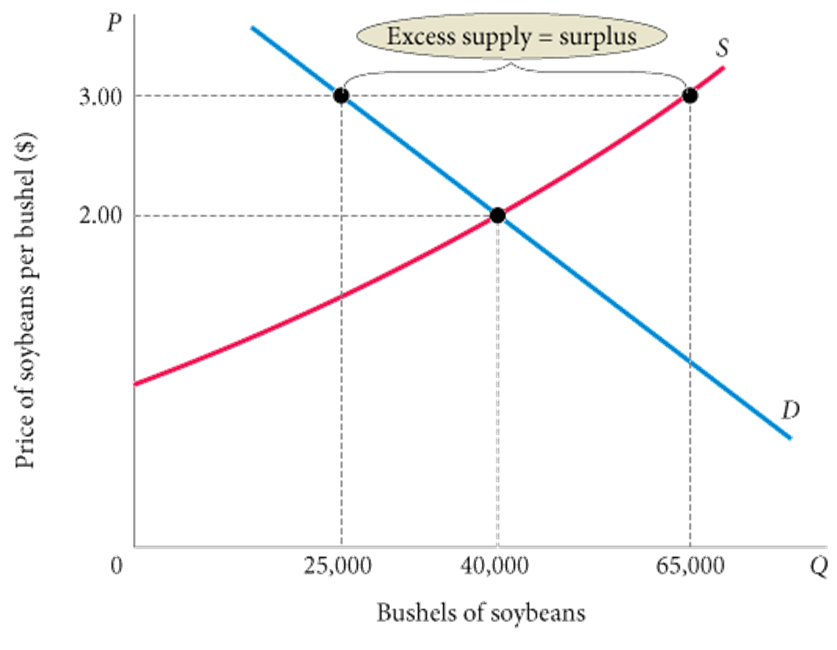 P
Excess supply = surplus
S
3.00
2.00
Price of soybeans per bushel ($)
D
0
25,000
40,000
65,000
Q
Bushels of soybeans